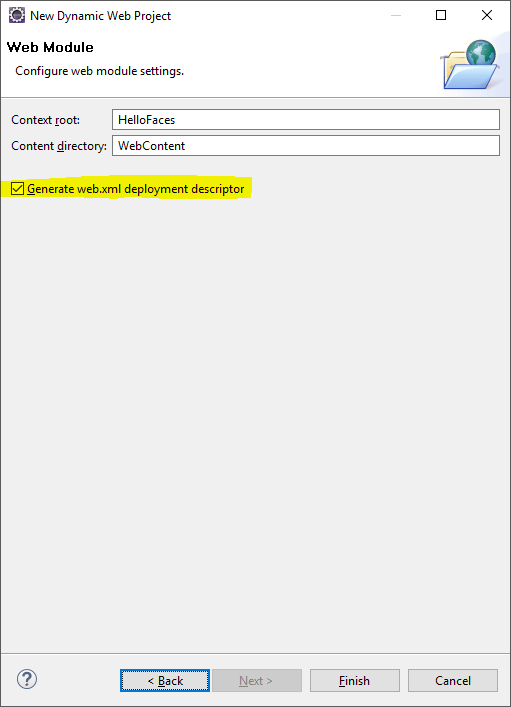 New Dynamic Web Project
Web Module
Configure web module settings.
Context root: HelloFaces
Content directory: WebContent
Generate web.xml deployment descriptor
? < Back Next > Finish Cancel